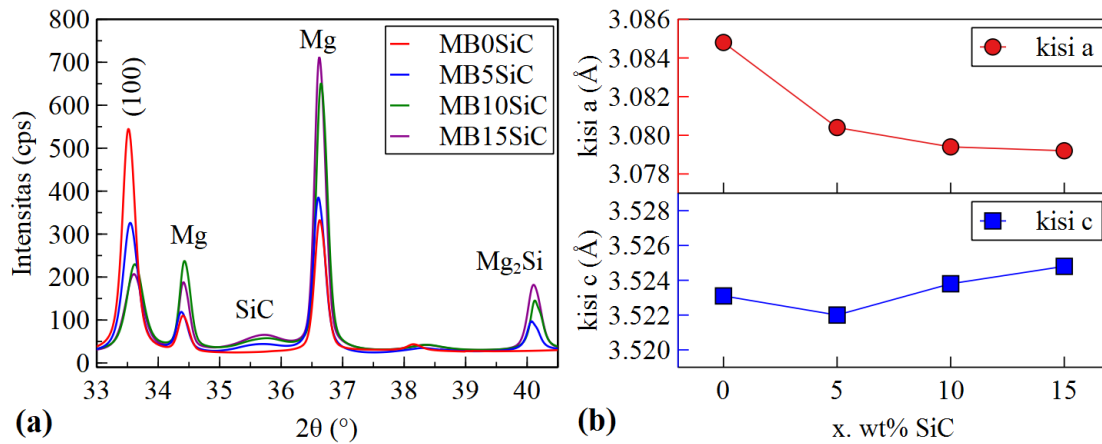 800
700
600
500
400
300
200
100
0
Intensitas (cps)
(100)
Mg
SiC
Mg
Mg₂Si
MB0SiC
MB5SiC
MB10SiC
MB15SiC
33 34 35 36 37 38 39 40
2θ (°)
(a)
3.086
3.084
3.080
3.078
kisi a (Å)
kisi a
3.528
3.526
3.524
3.522
3.520
kisi c (Å)
kisi c
0 5 10 15
x. wt% SiC
(b)